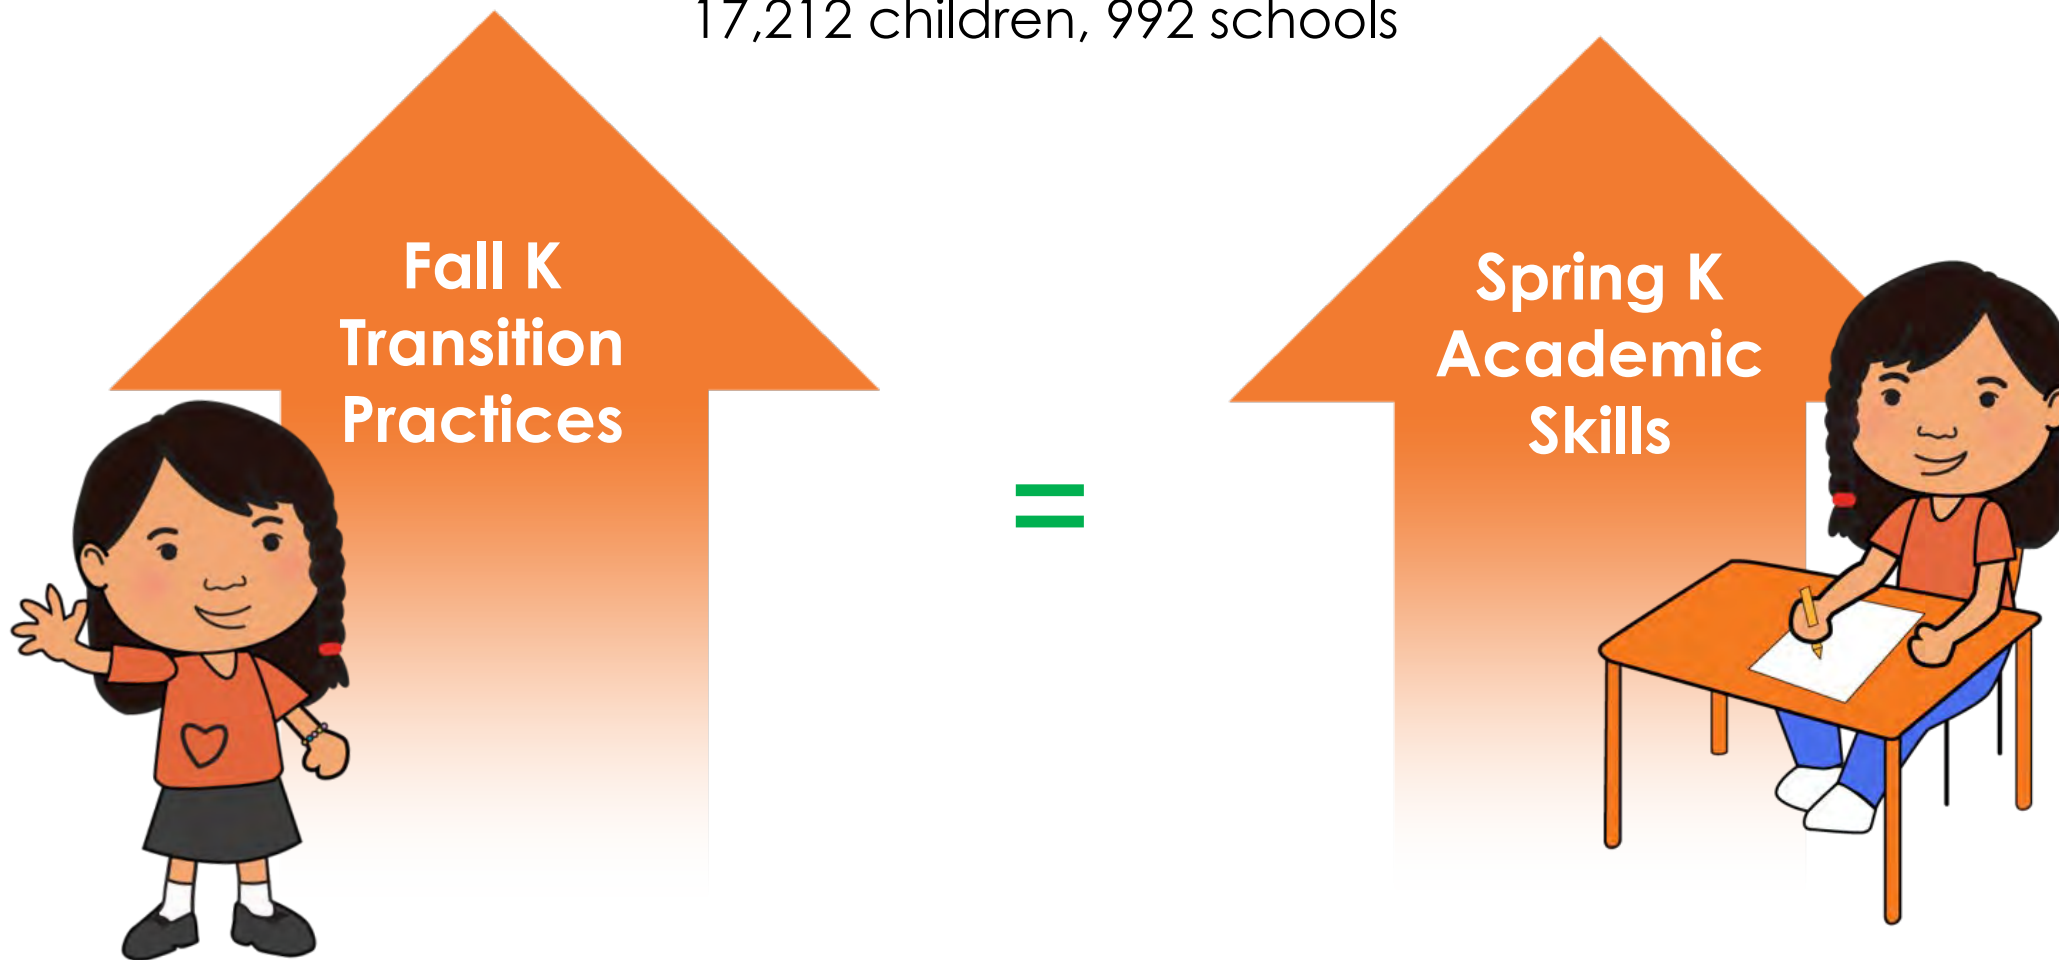 17,212 children, 992 schools
Fall K
Transition
Practices
=
Spring K
Academic
Skills